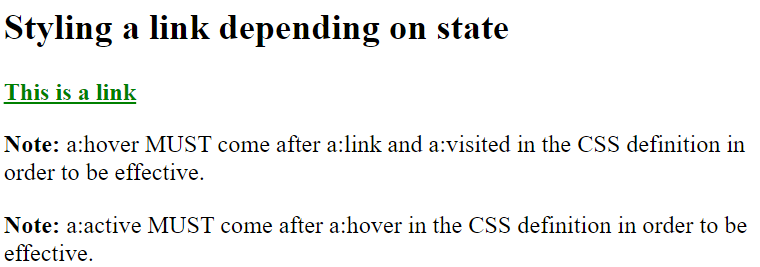 Styling a link depending on state
This is a link
Note: a:hover MUST come after a:link and a:visited in the CSS definition in
order to be effective.
Note: a:active MUST come after a:hover in the CSS definition in order to be
effective.